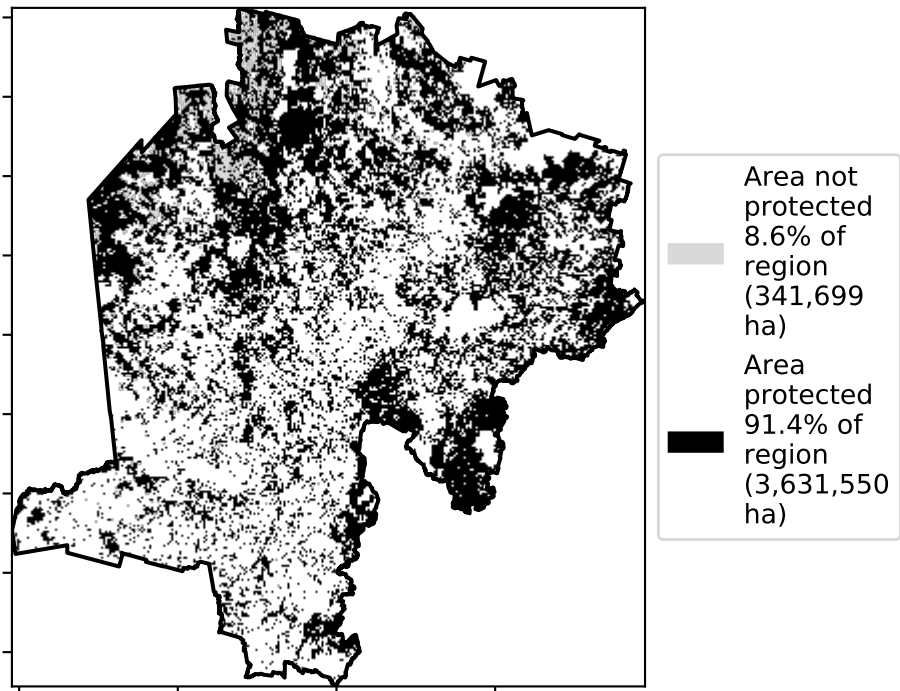 Area not
protected
8.6% of
region
(341,699
ha)
Area
protected
91.4% of
region
(3,631,550
ha)